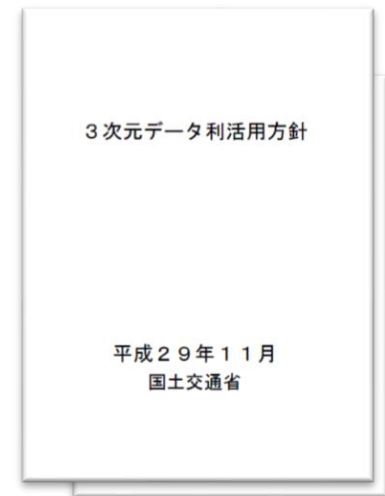 ３次元データ利活用方針
平成２９年１１月
国土交通省